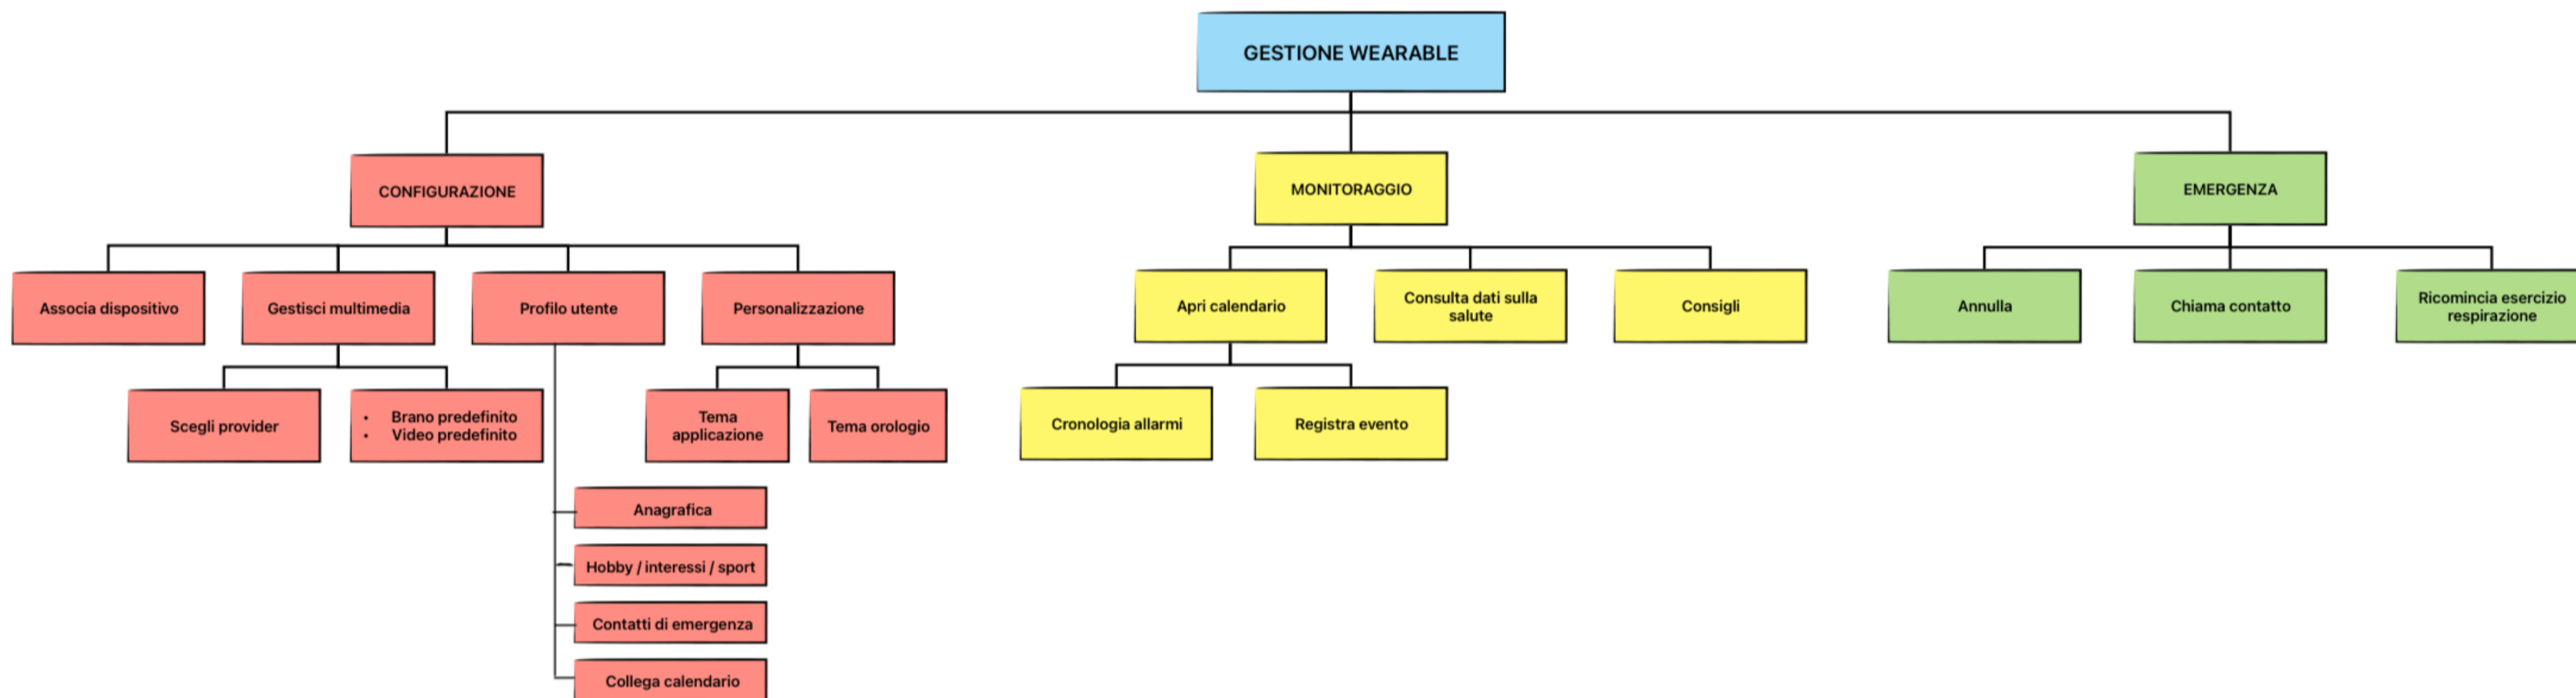 GESTIONE WEARABLE
CONFIGURAZIONE
MONITORAGGIO
EMERGENZA
Associa dispositivo
Gestisci multimedia
Profilo utente
Personalizzazione
Apri calendario
Consulta dati sulla
salute
Consigli
Annulla
Chiama contatto
Ricomincia esercizio
respirazione
Scegli provider
• Brano predefinito
• Video predefinito
Tema
applicazione
Tema orologio
Cronologia allarmi
Registra evento
Anagrafica
Hobby / interessi / sport
Contatti di emergenza
Collega calendario